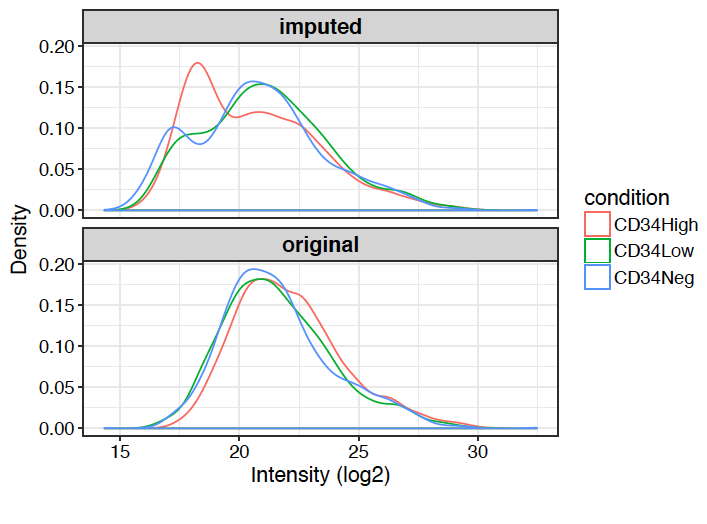 imputed
0.20
0.15
0.10
0.05
0.00
original
0.20
0.15
0.10
0.05
0.00
15 20 25 30
Intensity (log2)
Density
condition
CD34High
CD34Low
CD34Neg